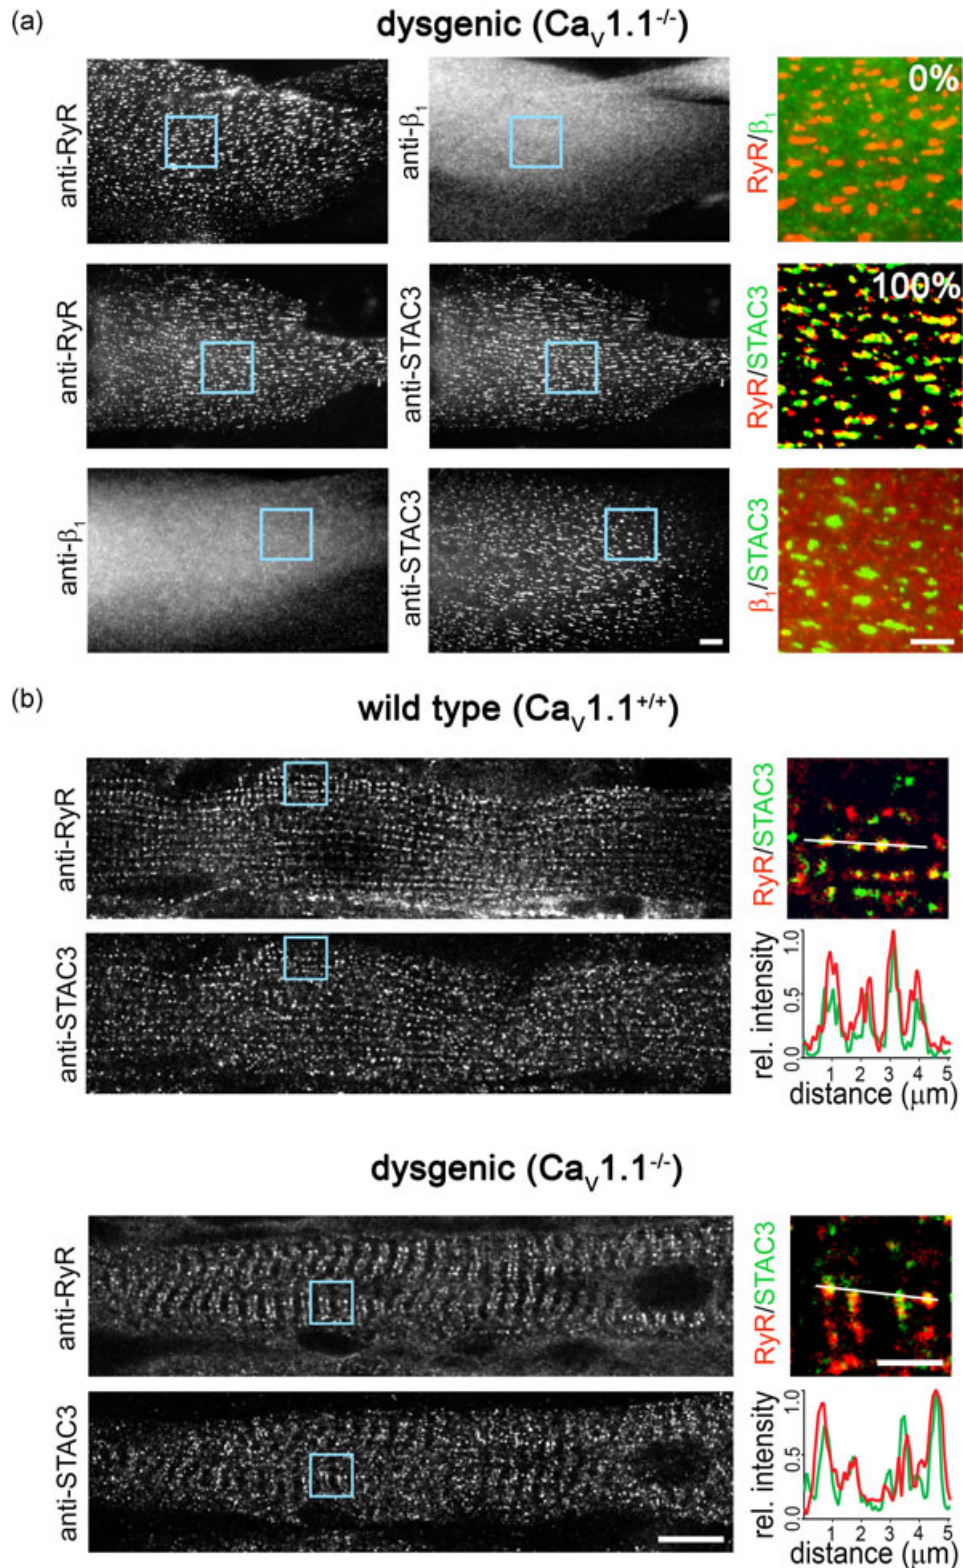 (a)
dysgenic (Caᵥ1.1⁻/⁻)
anti-RyR
anti-β₁
RyR/β₁
0%
anti-RyR
anti-STAC3
RyR/STAC3
100%
anti-β₁
anti-STAC3
β₁/STAC3
(b)
wild type (Caᵥ1.1⁺/⁺)
anti-RyR
RyR/STAC3
anti-STAC3
rel. intensity
0.0 0.5 1.0
1 2 3 4 5
distance (μm)
dysgenic (Caᵥ1.1⁻/⁻)
anti-RyR
RyR/STAC3
anti-STAC3
rel. intensity
0.0 0.5 1.0
1 2 3 4 5
distance (μm)